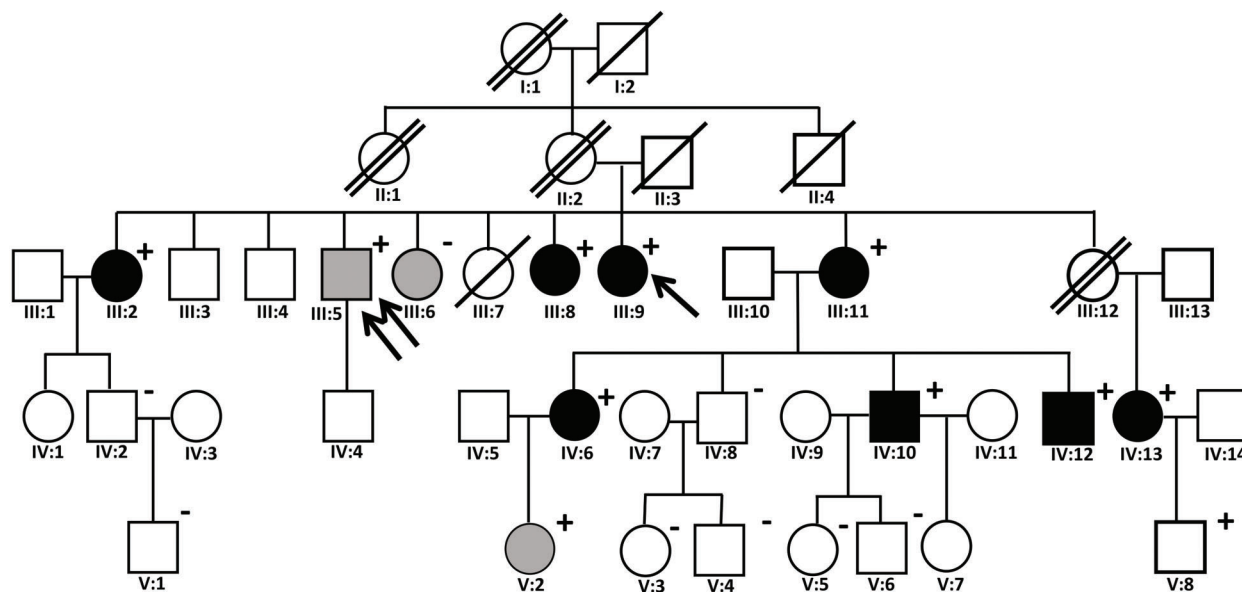 I:1 I:2
II:1 II:2 II:3 II:4
+ + - + + +
III:1 III:2 III:3 III:4 III:5 III:6 III:7 III:8 III:9 III:10 III:11 III:12 III:13
- + - + + +
IV:1 IV:2 IV:3 IV:4 IV:5 IV:6 IV:7 IV:8 IV:9 IV:10 IV:11 IV:12 IV:13 IV:14
- + - - - - +
V:1 V:2 V:3 V:4 V:5 V:6 V:7 V:8